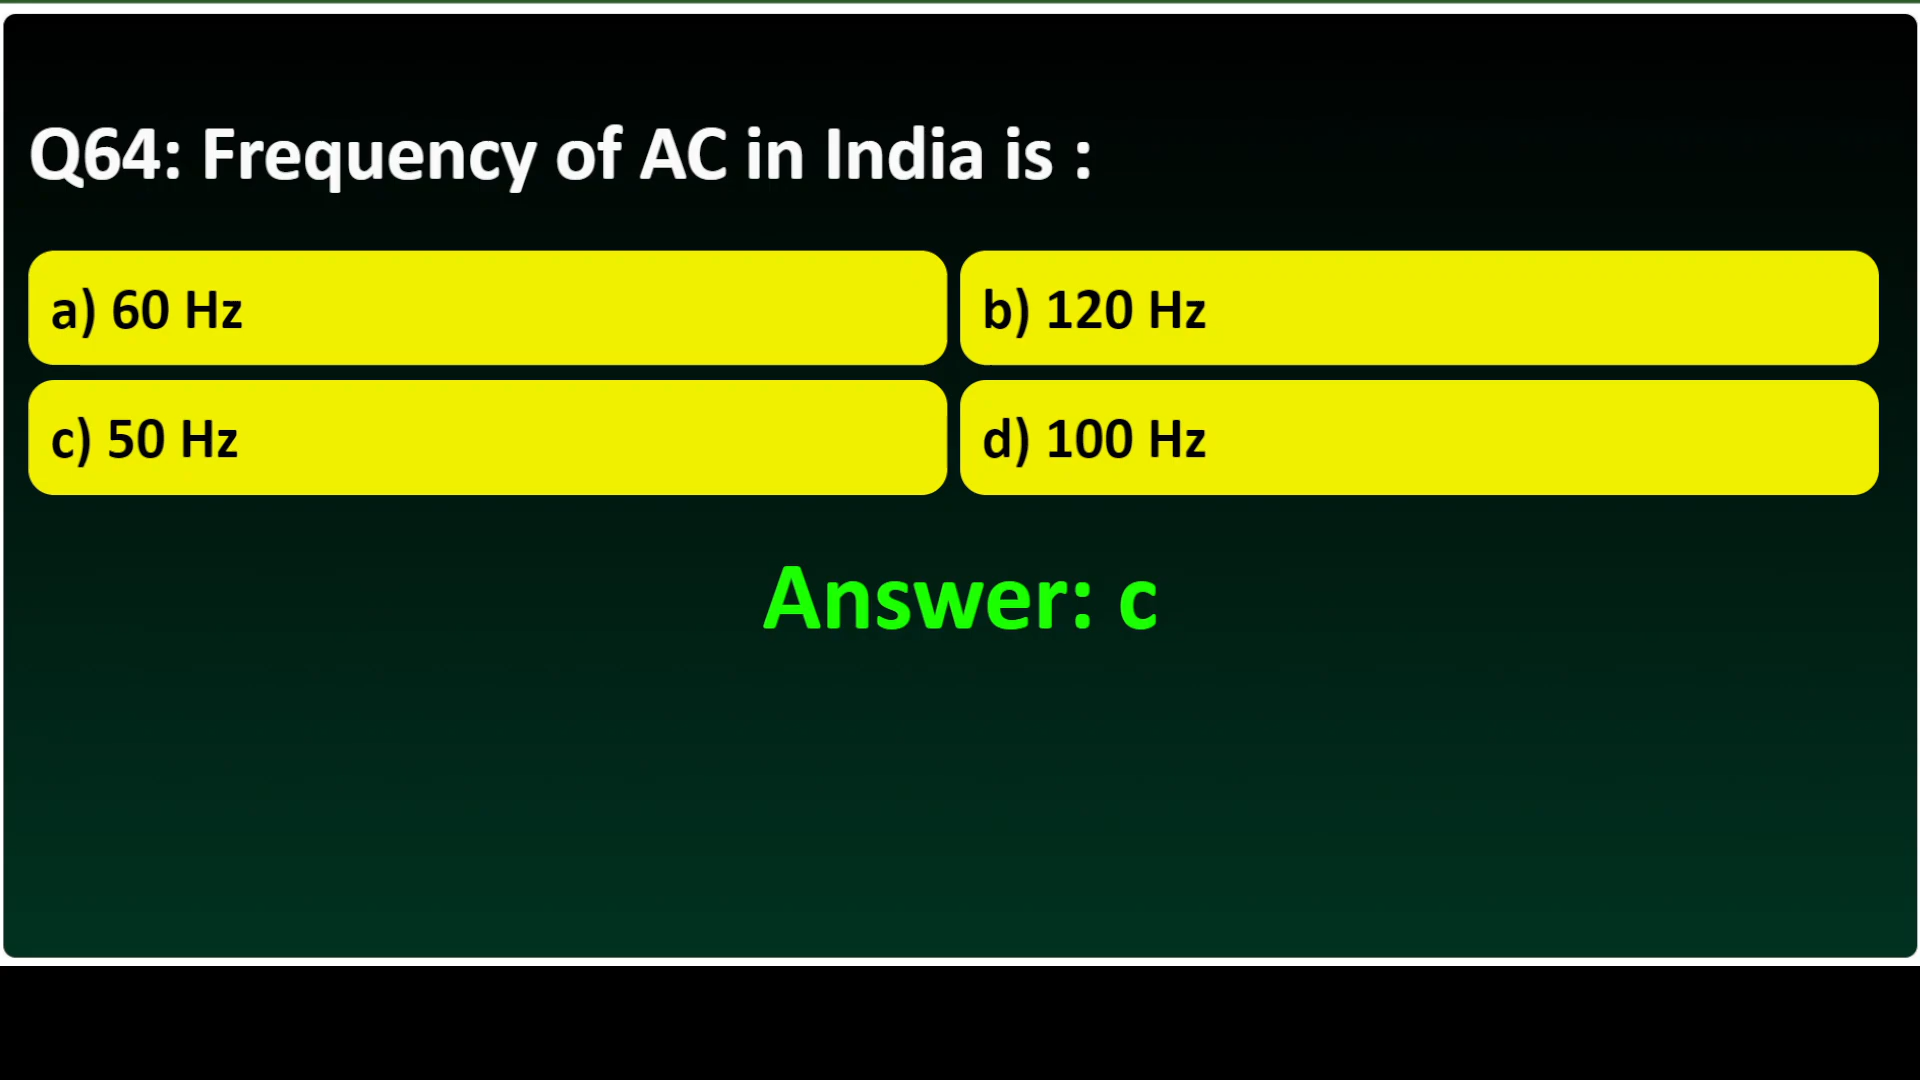 Q64: Frequency of AC in India is :
a) 60 Hz
b) 120 Hz
c) 50 Hz
d) 100 Hz
Answer: c